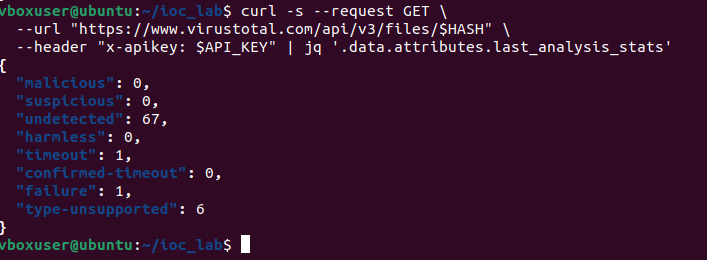 vboxuser@ubuntu:~/ioc_lab$ curl -s --request GET \
  --url "https://www.virustotal.com/api/v3/files/$HASH" \
  --header "x-apikey: $API_KEY" | jq '.data.attributes.last_analysis_stats'
{
  "malicious": 0,
  "suspicious": 0,
  "undetected": 67,
  "harmless": 0,
  "timeout": 1,
  "confirmed-timeout": 0,
  "failure": 1,
  "type-unsupported": 6
}
vboxuser@ubuntu:~/ioc_lab$